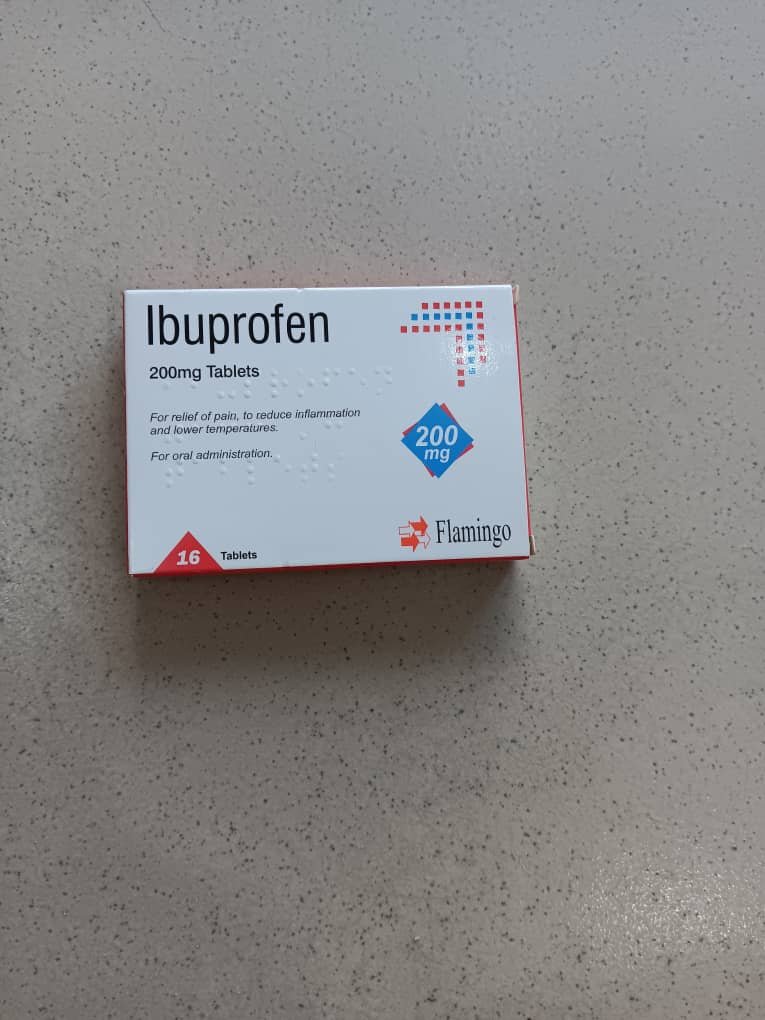 Ibuprofen
200mg Tablets
For relief of pain, to reduce inflammation
and lower temperatures.
For oral administration.
200
mg
Flamingo
16 Tablets